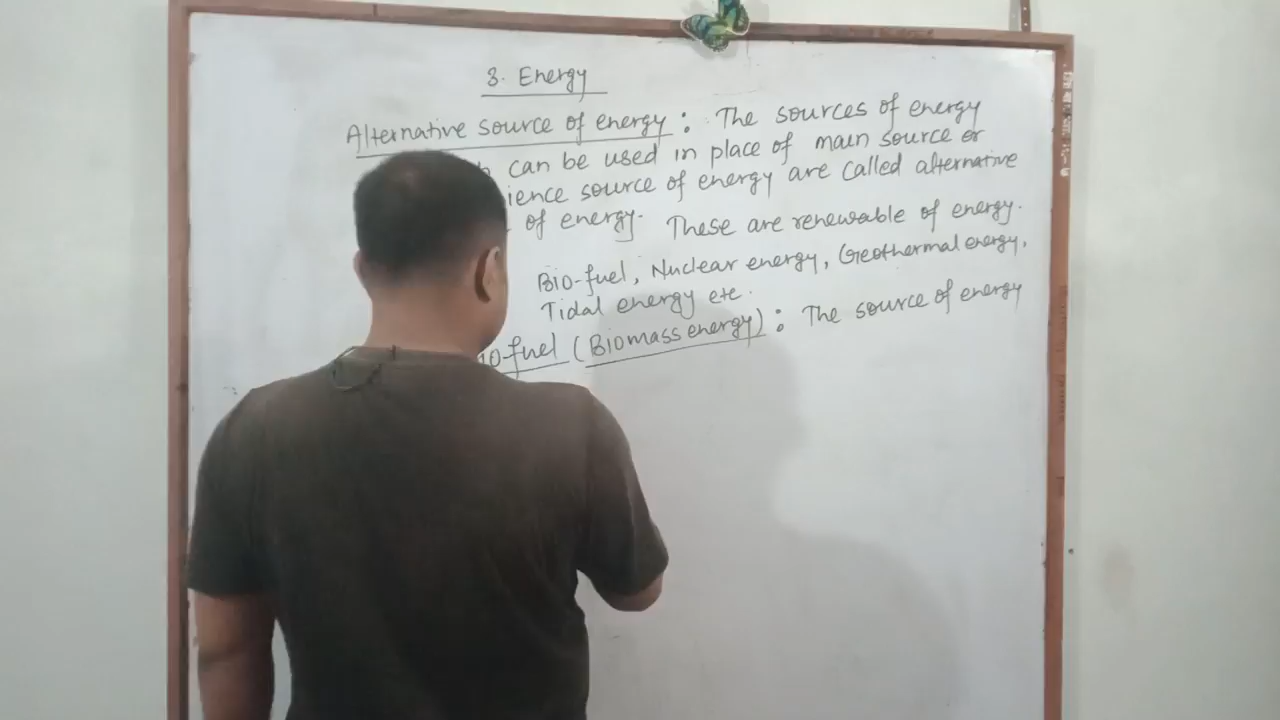 3. Energy
Alternative source of energy : The sources of energy
can be used in place of main source or
source of energy are called alternative
of energy. These are renewable of energy.
Bio-fuel, Nuclear energy, Geothermal energy,
Tidal energy etc.
fuel (Biomass energy) : The source of energy